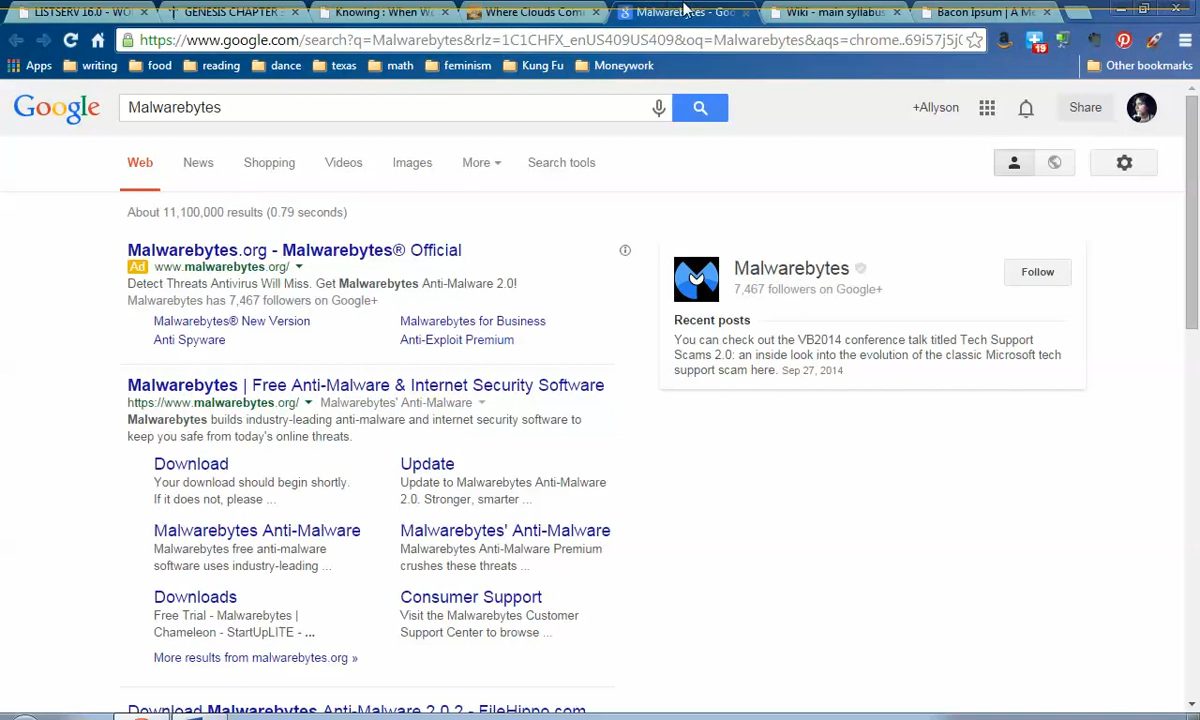 LISTSERV 16.0 - WO
GENESIS CHAPTER
Knowing : When W
Where Clouds Com
Malwarebytes - Goo
Wiki - main syllabus
Bacon Ipsum | A Me
https://www.google.com/search?q=Malwarebytes&rlz=1C1CHFX_enUS409US409&oq=Malwarebytes&aqs=chrome..69i57j5j0
19
Apps writing food reading dance texas math feminism Kung Fu Moneywork Other bookmarks
Google Malwarebytes +Allyson Share
Web News Shopping Videos Images More Search tools
About 11,100,000 results (0.79 seconds)
Malwarebytes.org - Malwarebytes® Official
Ad www.malwarebytes.org/
Detect Threats Antivirus Will Miss. Get Malwarebytes Anti-Malware 2.0!
Malwarebytes has 7,467 followers on Google+
Malwarebytes® New Version Malwarebytes for Business
Anti Spyware Anti-Exploit Premium
Malwarebytes | Free Anti-Malware & Internet Security Software
https://www.malwarebytes.org/ Malwarebytes' Anti-Malware
Malwarebytes builds industry-leading anti-malware and internet security software to
keep you safe from today's online threats.
Download
Your download should begin shortly.
If it does not, please ...
Update
Update to Malwarebytes Anti-Malware
2.0. Stronger, smarter ...
Malwarebytes Anti-Malware
Malwarebytes free anti-malware
software uses industry-leading ...
Malwarebytes' Anti-Malware
Malwarebytes Anti-Malware Premium
crushes these threats ...
Downloads
Free Trial - Malwarebytes |
Chameleon - StartUpLITE - ...
Consumer Support
Visit the Malwarebytes Customer
Support Center to browse ...
More results from malwarebytes.org »
Download Malwarebytes Anti-Malware 2.0.2 - FileHippo.com
Malwarebytes
7,467 followers on Google+
Follow
Recent posts
You can check out the VB2014 conference talk titled Tech Support
Scams 2.0: an inside look into the evolution of the classic Microsoft tech
support scam here. Sep 27, 2014